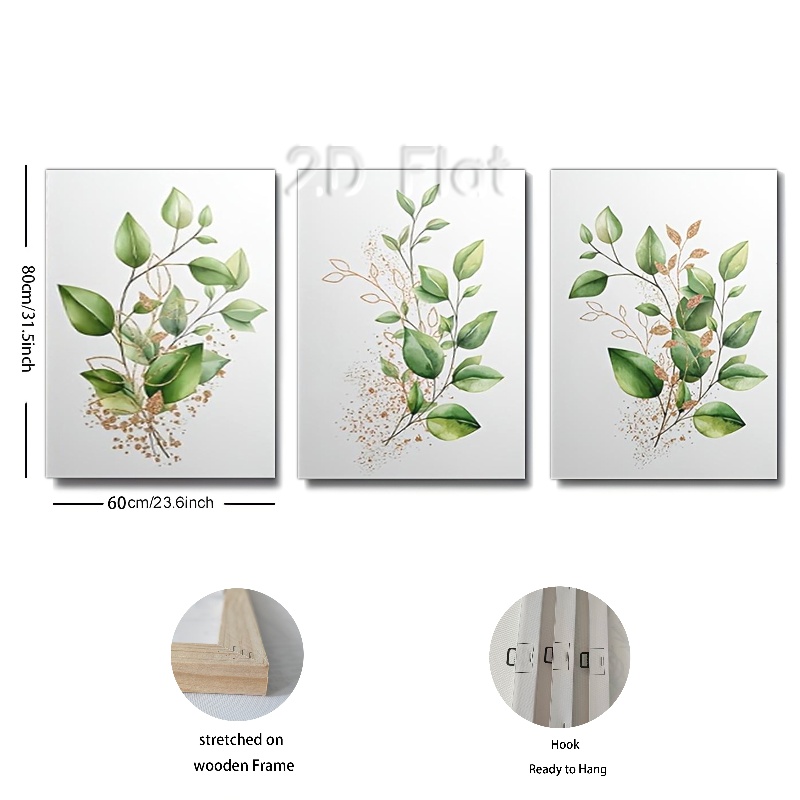 2D Flat
80cm/31.5inch
60cm/23.6inch
stretched on
wooden Frame
Hook
Ready to Hang